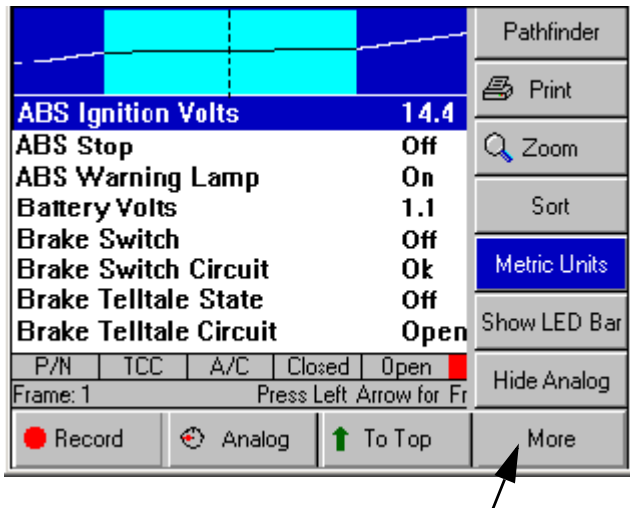 ABS Ignition Volts 14.4
ABS Stop Off
ABS Warning Lamp On
Battery Volts 1.1
Brake Switch Off
Brake Switch Circuit Ok
Brake Telltale State Off
Brake Telltale Circuit Open
P/N TCC A/C Closed Open
Frame: 1 Press Left Arrow for Fr
Pathfinder
Print
Zoom
Sort
Metric Units
Show LED Bar
Hide Analog
Record Analog To Top More